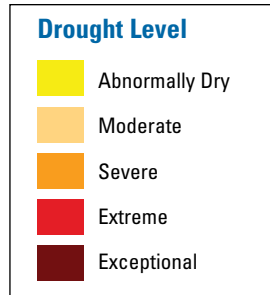 Drought Level
Abnormally Dry
Moderate
Severe
Extreme
Exceptional